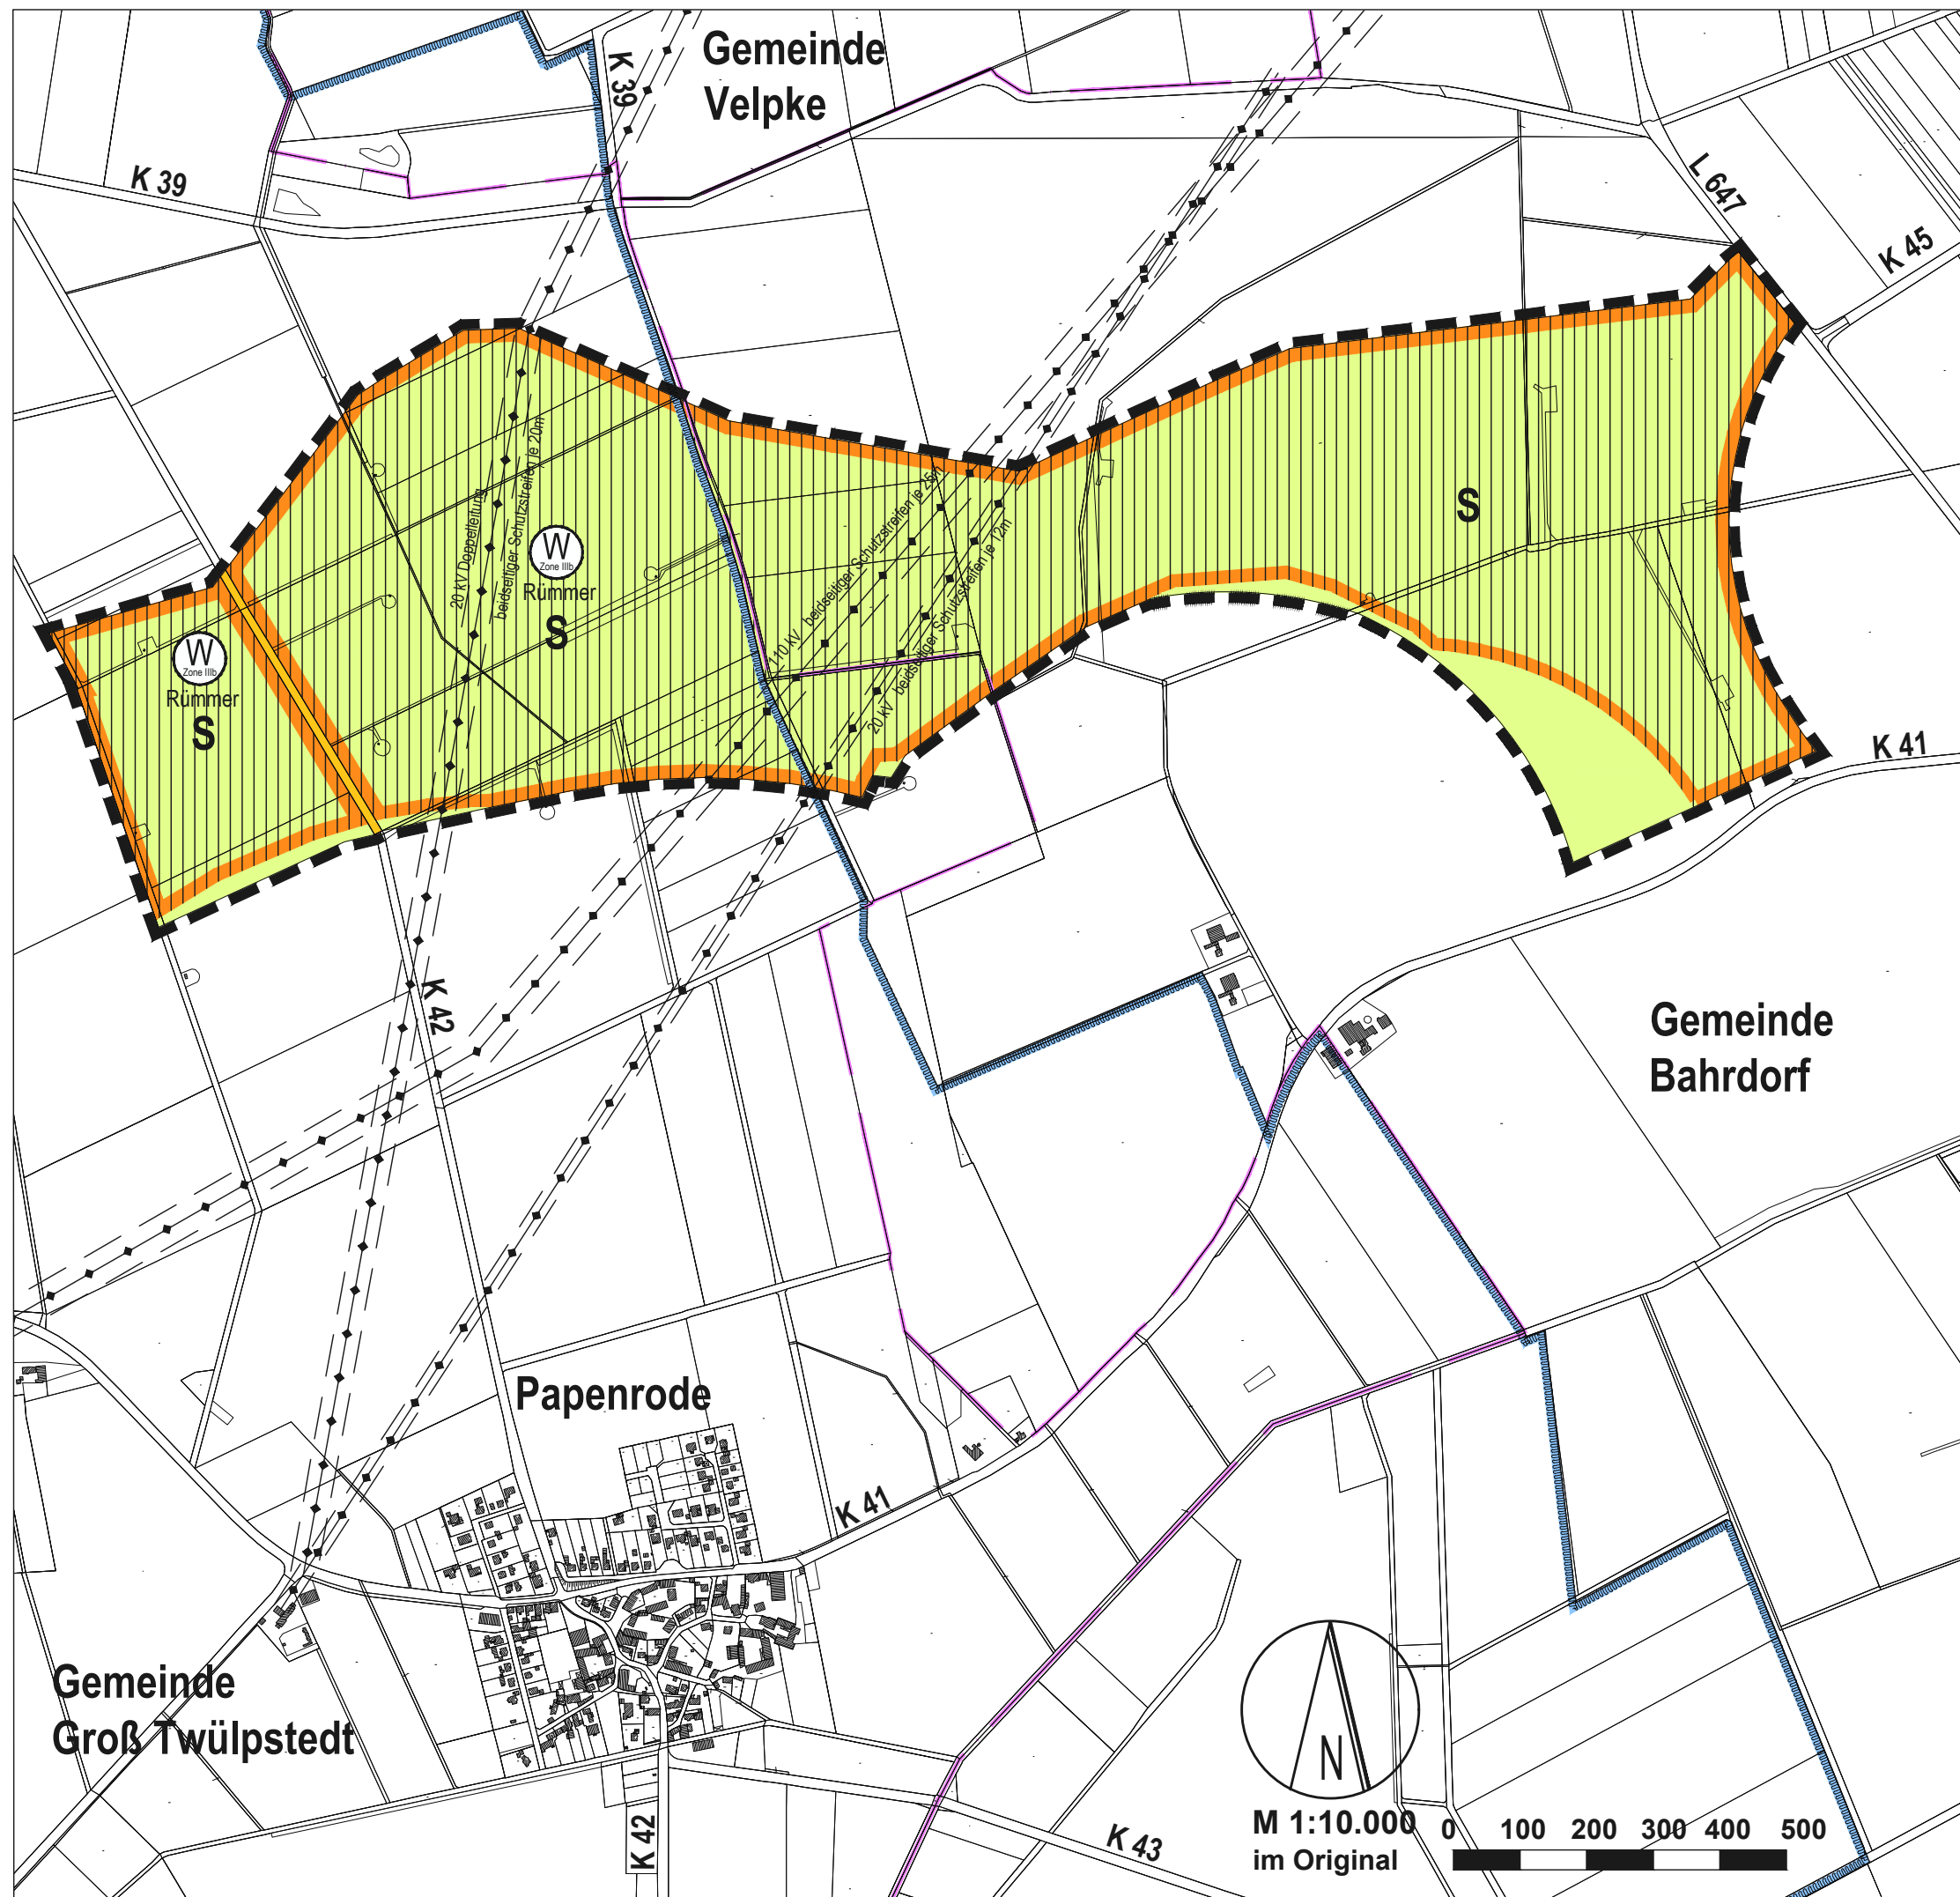 Gemeinde
Velpke
K 39
K 39
L 647
K 45
20 kV Doppelleitung
beidseitiger Schutzstreifen je 20m
W
Zone IIIb
Rümmer
S
W
Zone IIIb
Rümmer
S
110 kV beidseitiger Schutzstreifen je 25m
20 kV beidseitiger Schutzstreifen je 12m
S
K 41
K 42
Gemeinde
Bahrdorf
Papenrode
K 41
Gemeinde
Groß Twülpstedt
K 42
K 43
N
M 1:10.000
im Original
0 100 200 300 400 500